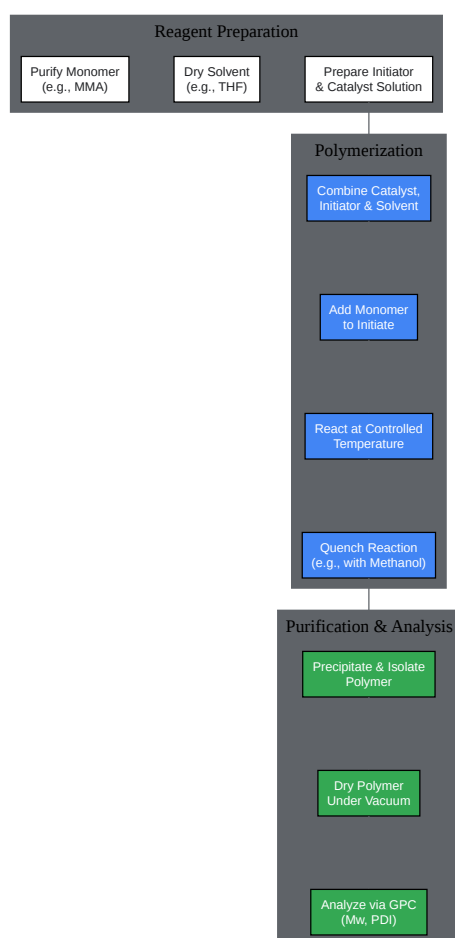 Reagent Preparation
Purify Monomer
(e.g., MMA)
Dry Solvent
(e.g., THF)
Prepare Initiator
& Catalyst Solution
Polymerization
Combine Catalyst,
Initiator & Solvent
Add Monomer
to Initiate
React at Controlled
Temperature
Quench Reaction
(e.g., with Methanol)
Purification & Analysis
Precipitate & Isolate
Polymer
Dry Polymer
Under Vacuum
Analyze via GPC
(Mw, PDI)